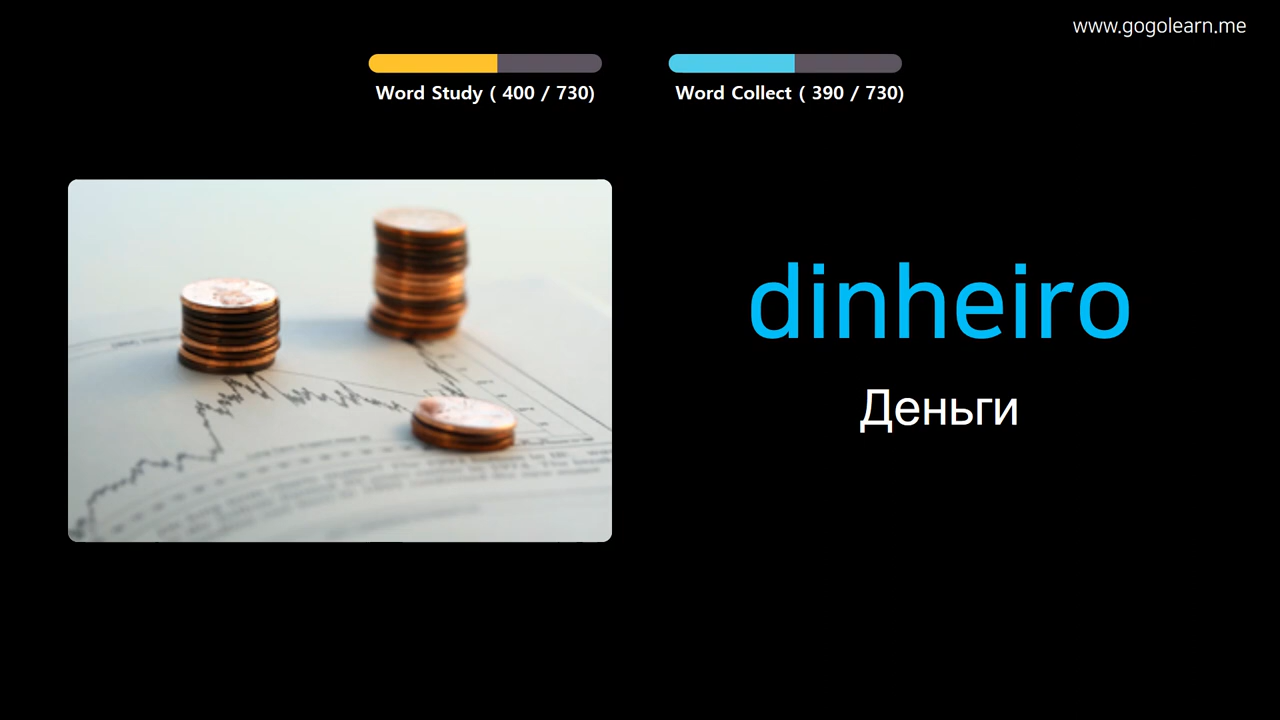 www.gogolearn.me
Word Study ( 400 / 730)
Word Collect ( 390 / 730)
dinheiro
Деньги